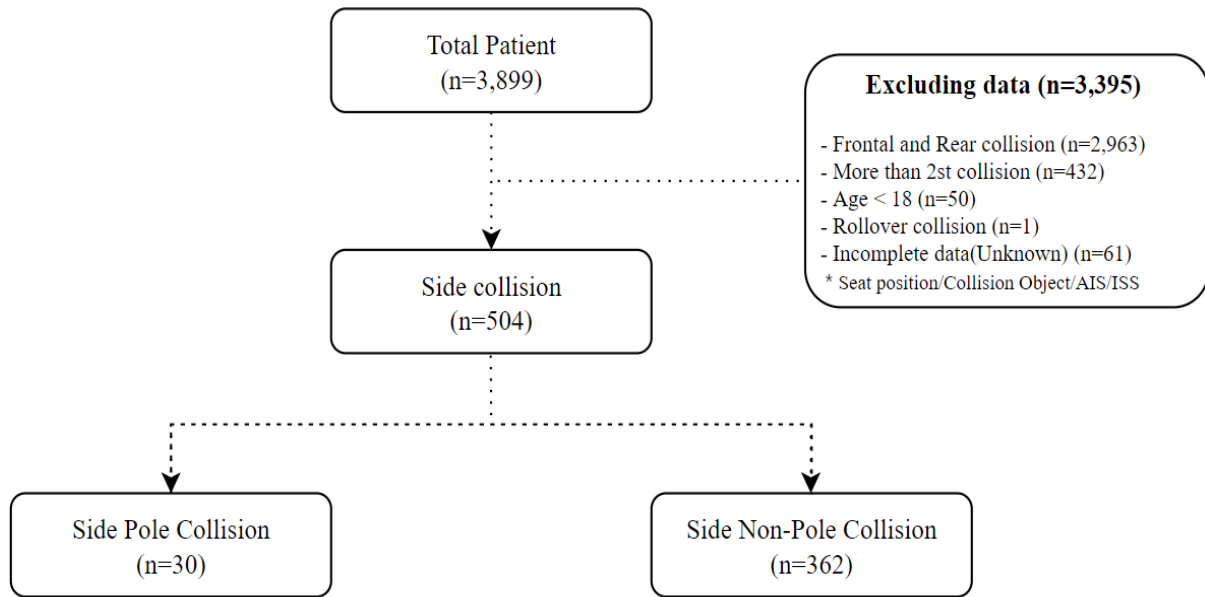 Total Patient
(n=3,899)
Excluding data (n=3,395)
- Frontal and Rear collision (n=2,963)
- More than 2st collision (n=432)
- Age < 18 (n=50)
- Rollover collision (n=1)
- Incomplete data(Unknown) (n=61)
* Seat position/Collision Object/AIS/ISS
Side collision
(n=504)
Side Pole Collision
(n=30)
Side Non-Pole Collision
(n=362)